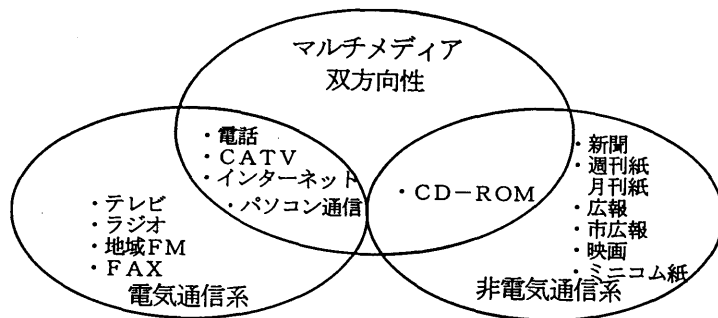 マルチメディア
双方向性
・電話
・CATV
・インターネット
・パソコン通信
・テレビ
・ラジオ
・地域FM
・FAX
電気通信系
・CD－ROM
・新聞
・週刊紙
月刊紙
・広報
・市広報
・映画
・ミニコム紙
非電気通信系